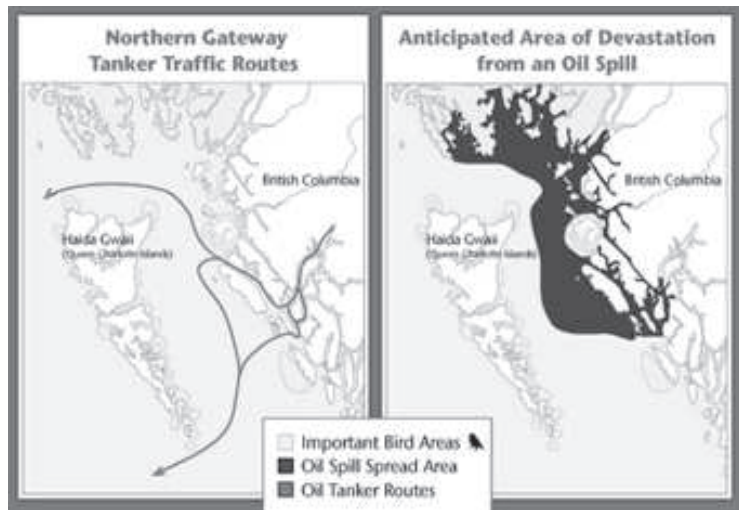 Northern Gateway
Tanker Traffic Routes
British Columbia
Haida Gwaii
(Queen Charlotte Islands)
Anticipated Area of Devastation
from an Oil Spill
British Columbia
Haida Gwaii
(Queen Charlotte Islands)
Important Bird Areas
Oil Spill Spread Area
Oil Tanker Routes